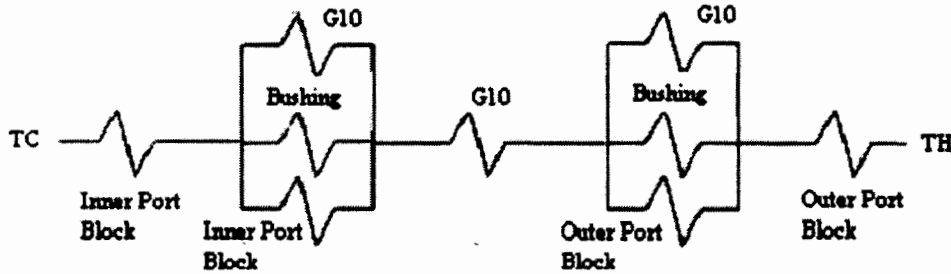 G10
G10
Bushing
G10
Bushing
TC
TH
Inner Port
Block
Inner Port
Block
Outer Port
Block
Outer Port
Block